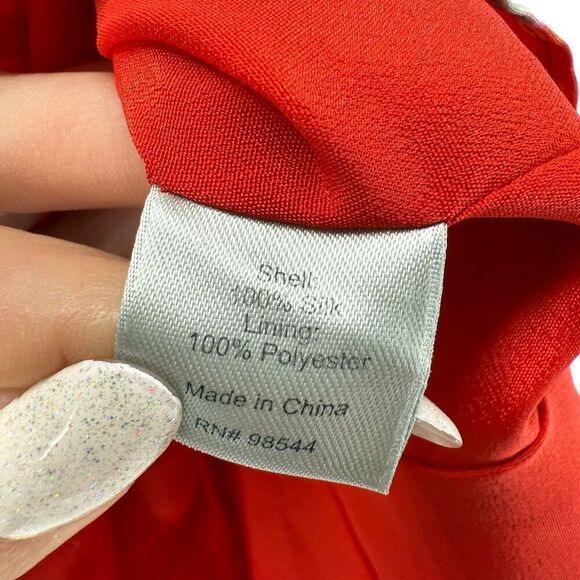 Shell:
100% Silk
Lining:
100% Polyester
Made in China
RN# 98544